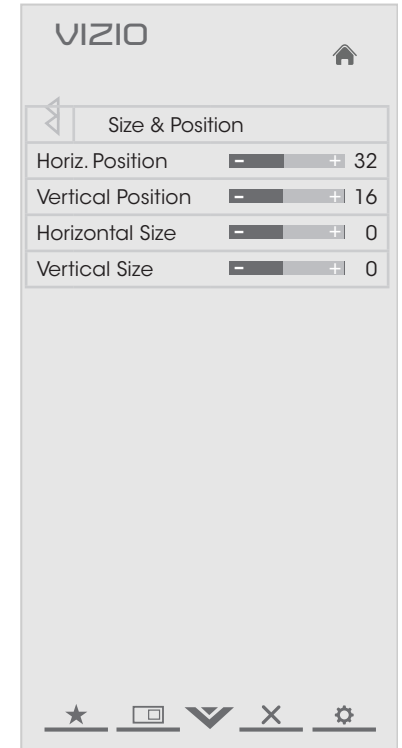 VIZIO
Size & Position
Horiz. Position - + 32
Vertical Position - + 16
Horizontal Size - + 0
Vertical Size - + 0